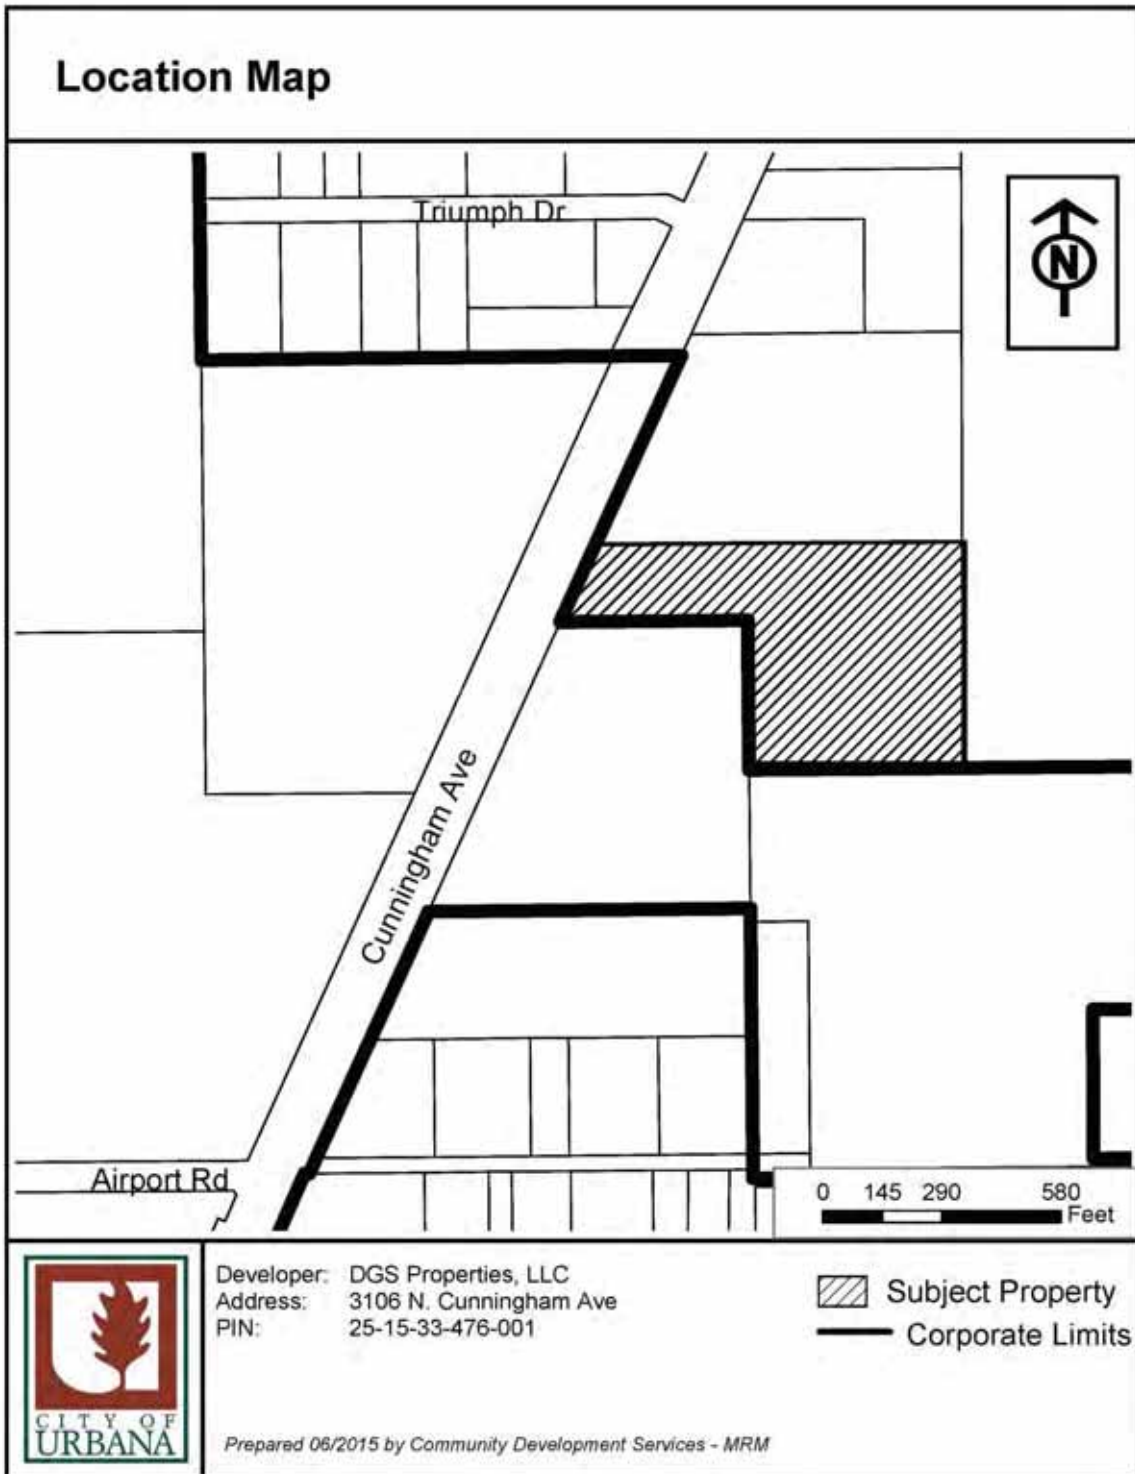 Location Map
Triumph Dr
N
Cunningham Ave
Airport Rd
0 145 290 580
Feet
Developer: DGS Properties, LLC
Address: 3106 N. Cunningham Ave
PIN: 25-15-33-476-001
Subject Property
Corporate Limits
CITY OF
URBANA
Prepared 06/2015 by Community Development Services - MRM